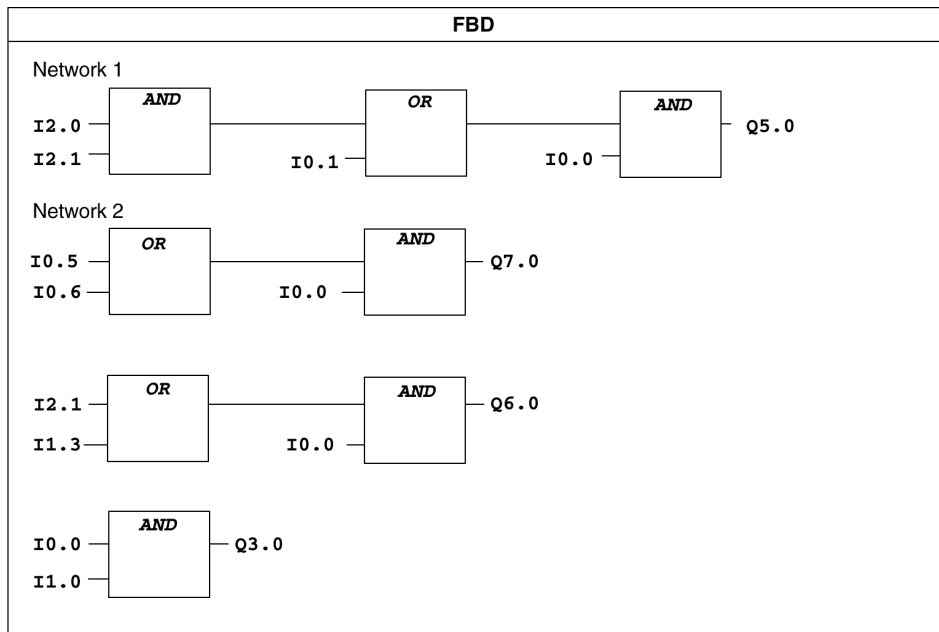 FBD
Network 1
AND
OR
AND
I2.0
Q5.0
I2.1
I0.1
I0.0
Network 2
OR
AND
I0.5
Q7.0
I0.6
I0.0
OR
AND
I2.1
Q6.0
I1.3
I0.0
AND
I0.0
Q3.0
I1.0